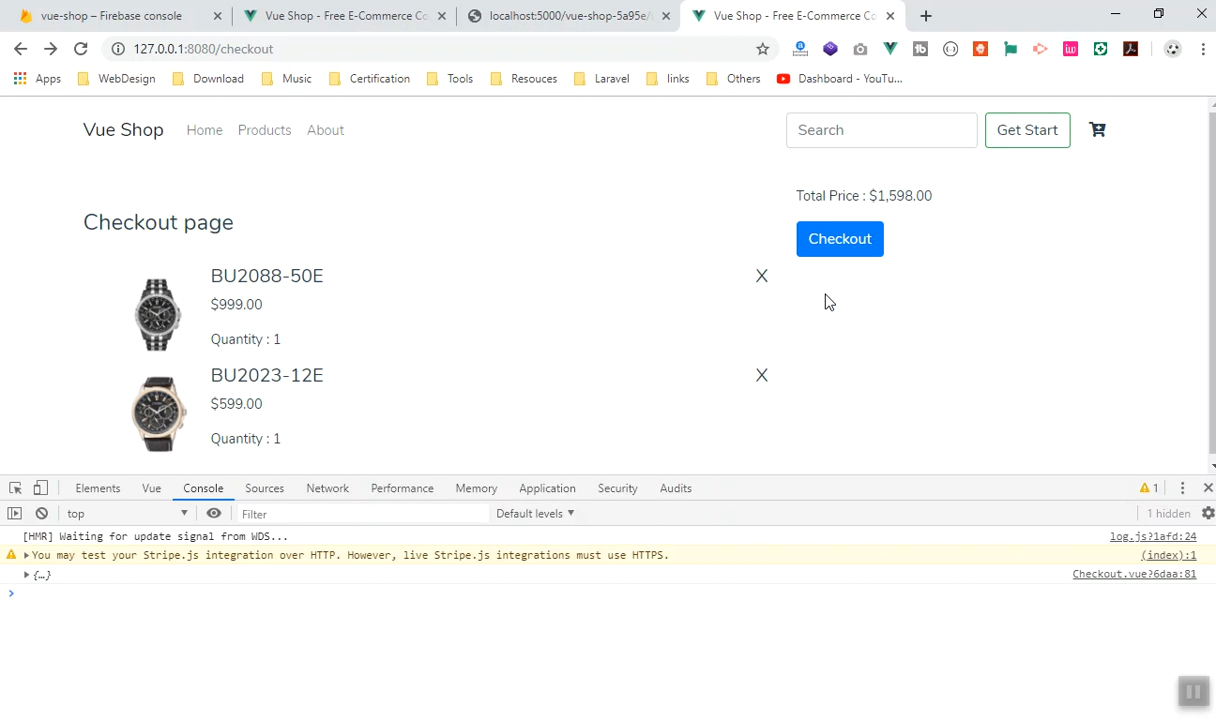 vue-shop – Firebase console
Vue Shop - Free E-Commerce Co
localhost:5000/vue-shop-5a95e/
Vue Shop - Free E-Commerce Co
127.0.0.1:8080/checkout
Apps WebDesign Download Music Certification Tools Resouces Laravel links Others Dashboard - YouTu...
Vue Shop Home Products About Search Get Start
Total Price : $1,598.00
Checkout page
Checkout
BU2088-50E X
$999.00
Quantity : 1
BU2023-12E X
$599.00
Quantity : 1
Elements Vue Console Sources Network Performance Memory Application Security Audits 1
top Filter Default levels 1 hidden
[HMR] Waiting for update signal from WDS... log.js?1afd:24
You may test your Stripe.js integration over HTTP. However, live Stripe.js integrations must use HTTPS. (index):1
{…} Checkout.vue?6daa:81